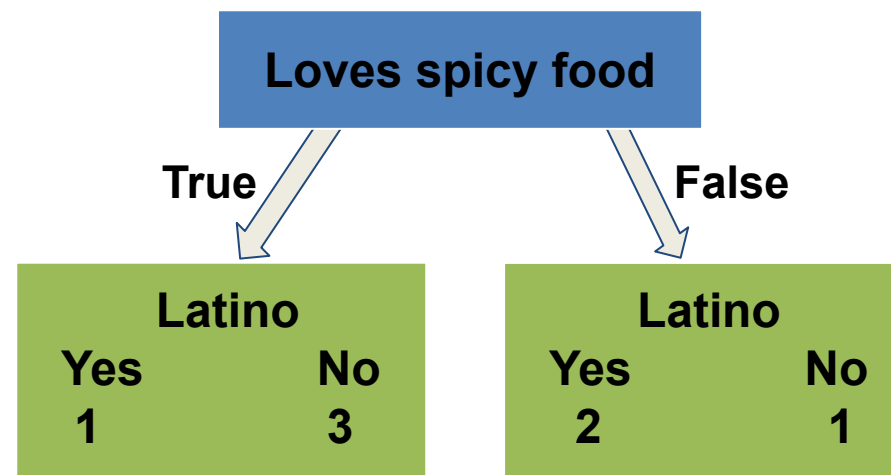 Loves spicy food
True
False
Latino
Yes No
1 3
Latino
Yes No
2 1